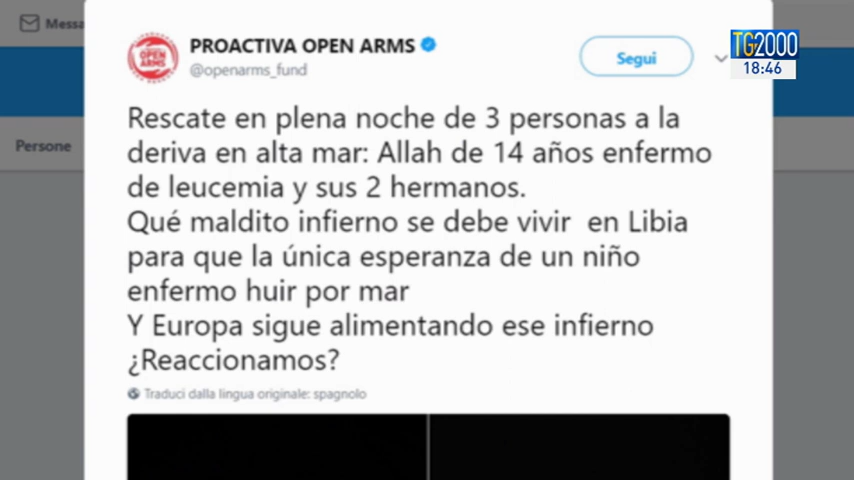 Messa
PROACTIVA OPEN ARMS
@openarms_fund
Segui
TG2000
18:46
OPEN ARMS
Persone
Rescate en plena noche de 3 personas a la
deriva en alta mar: Allah de 14 años enfermo
de leucemia y sus 2 hermanos.
Qué maldito infierno se debe vivir en Libia
para que la única esperanza de un niño
enfermo huir por mar
Y Europa sigue alimentando ese infierno
¿Reaccionamos?
Traduci dalla lingua originale: spagnolo